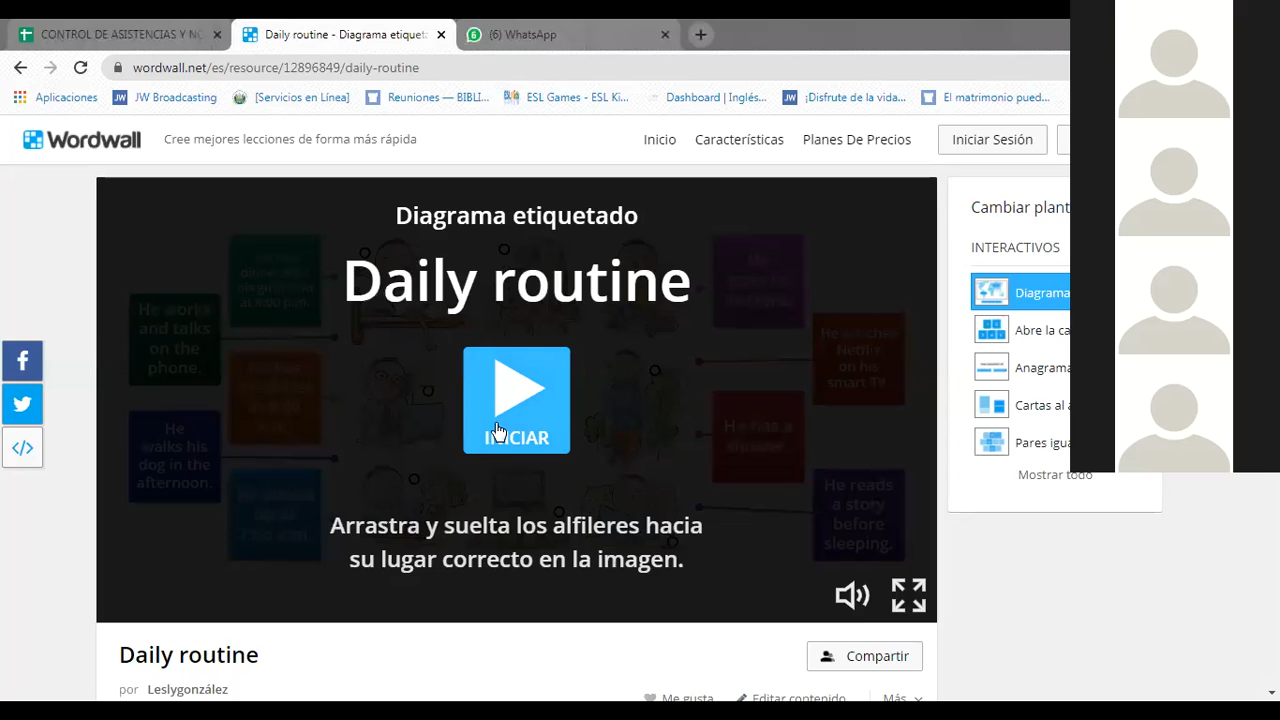 CONTROL DE ASISTENCIAS Y NO
Daily routine - Diagrama etiquet
(6) WhatsApp
wordwall.net/es/resource/12896849/daily-routine
Aplicaciones
JW Broadcasting
[Servicios en Línea]
Reuniones — BIBLI...
ESL Games - ESL Ki...
Dashboard | Inglés...
¡Disfrute de la vida...
El matrimonio pued...
Wordwall
Cree mejores lecciones de forma más rápida
Inicio
Características
Planes De Precios
Iniciar Sesión
Diagrama etiquetado
Daily routine
INICIAR
Arrastra y suelta los alfileres hacia
su lugar correcto en la imagen.
He works
and talks
on the
phone.
He
walks his
dog in the
afternoon.
He watches
Netflix
on his
smart TV.
He has a
shower.
He reads
a story
before
sleeping.
Cambiar plant
INTERACTIVOS
Diagrama
Abre la ca
Anagrama
Cartas al a
Pares igua
Mostrar todo
Daily routine
Compartir
por Leslygonzález
Me gusta
Editar contenido
Más